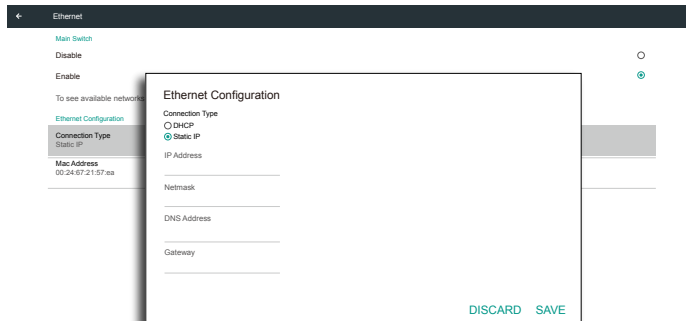 Ethernet
Main Switch
Disable
Enable
To see available networks
Ethernet Configuration
Connection Type
Static IP
Mac Address
00:24:67:21:57:ea
Ethernet Configuration
Connection Type
DHCP
Static IP
IP Address
Netmask
DNS Address
Gateway
DISCARD SAVE